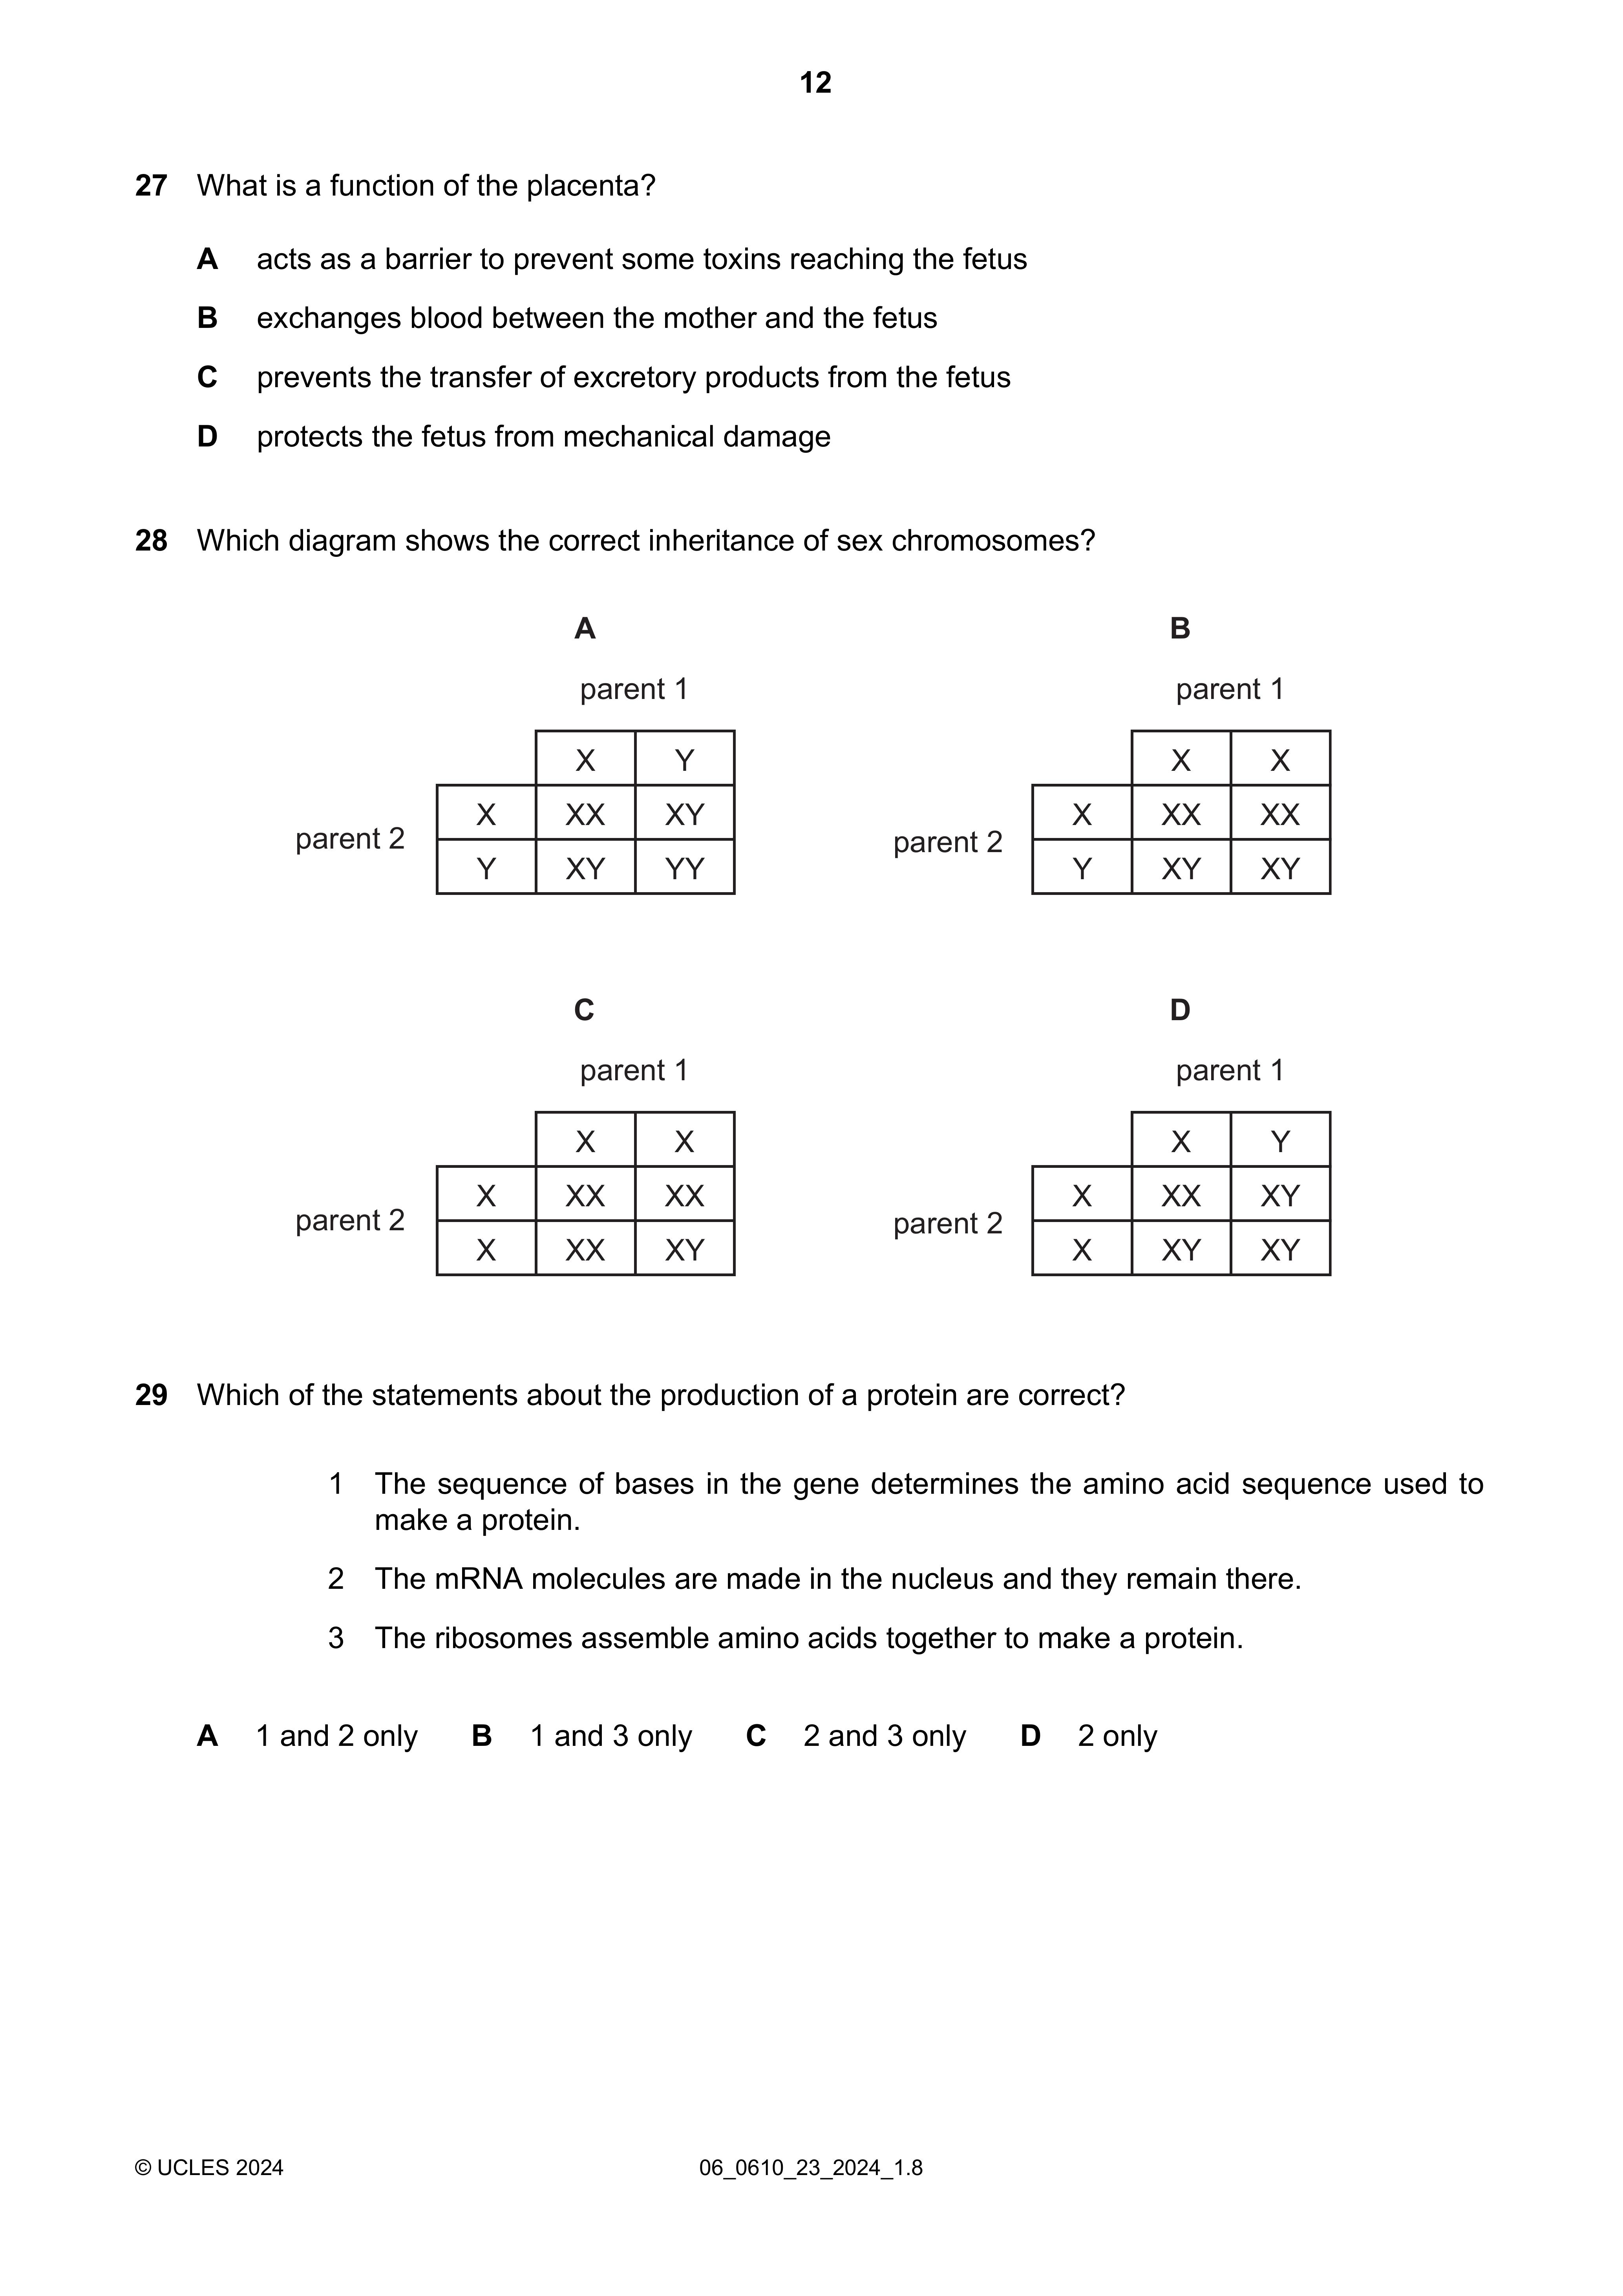 12
27 What is a function of the placenta?
A acts as a barrier to prevent some toxins reaching the fetus
B exchanges blood between the mother and the fetus
C prevents the transfer of excretory products from the fetus
D protects the fetus from mechanical damage
28 Which diagram shows the correct inheritance of sex chromosomes?
A
parent 1
X Y
X XX XY
parent 2
Y XY YY
B
parent 1
X X
X XX XX
parent 2
Y XY XY
C
parent 1
X X
X XX XX
parent 2
X XX XY
D
parent 1
X Y
X XX XY
parent 2
X XY XY
29 Which of the statements about the production of a protein are correct?
1 The sequence of bases in the gene determines the amino acid sequence used to
make a protein.
2 The mRNA molecules are made in the nucleus and they remain there.
3 The ribosomes assemble amino acids together to make a protein.
A 1 and 2 only B 1 and 3 only C 2 and 3 only D 2 only
© UCLES 2024 06_0610_23_2024_1.8